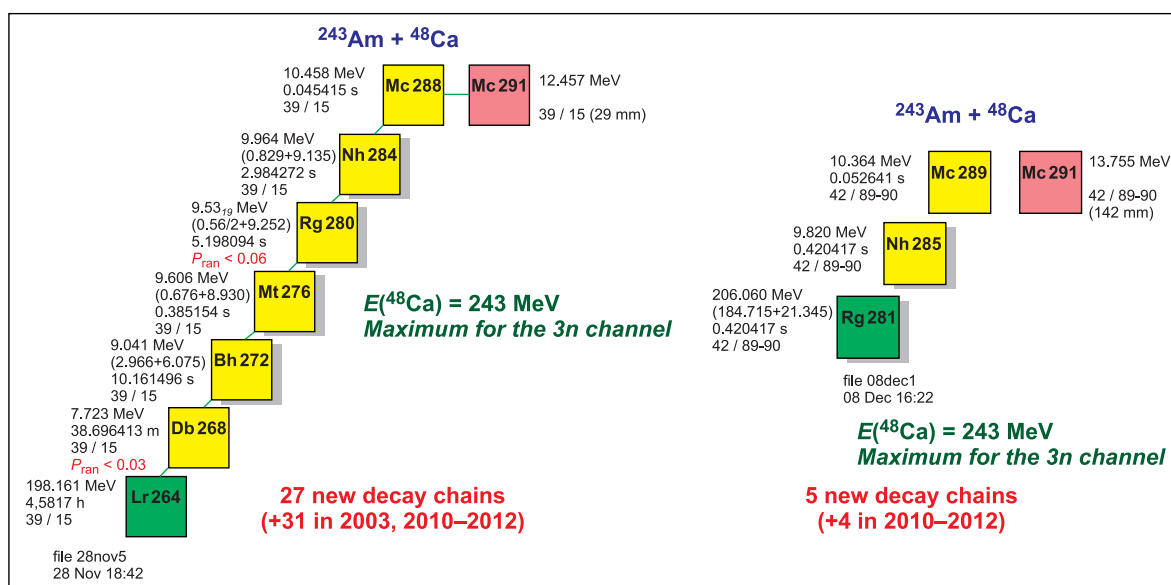 ²⁴³Am + ⁴⁸Ca
10.458 MeV
0.045415 s
39 / 15
Mc 288
Mc 291
12.457 MeV
39 / 15 (29 mm)
9.964 MeV
(0.829+9.135)
2.984272 s
39 / 15
Nh 284
9.53₁₉ MeV
(0.56/2+9.252)
5.198094 s
P_ran < 0.06
Rg 280
9.606 MeV
(0.676+8.930)
0.385154 s
39 / 15
Mt 276
9.041 MeV
(2.966+6.075)
10.161496 s
39 / 15
Bh 272
7.723 MeV
38.696413 m
39 / 15
P_ran < 0.03
Db 268
198.161 MeV
4,5817 h
39 / 15
Lr 264
file 28nov5
28 Nov 18:42
E(⁴⁸Ca) = 243 MeV
Maximum for the 3n channel
27 new decay chains
(+31 in 2003, 2010–2012)
²⁴³Am + ⁴⁸Ca
10.364 MeV
0.052641 s
42 / 89-90
Mc 289
Mc 291
13.755 MeV
42 / 89-90
(142 mm)
9.820 MeV
0.420417 s
42 / 89-90
Nh 285
206.060 MeV
(184.715+21.345)
0.420417 s
42 / 89-90
Rg 281
file 08dec1
08 Dec 16:22
E(⁴⁸Ca) = 243 MeV
Maximum for the 3n channel
5 new decay chains
(+4 in 2010–2012)